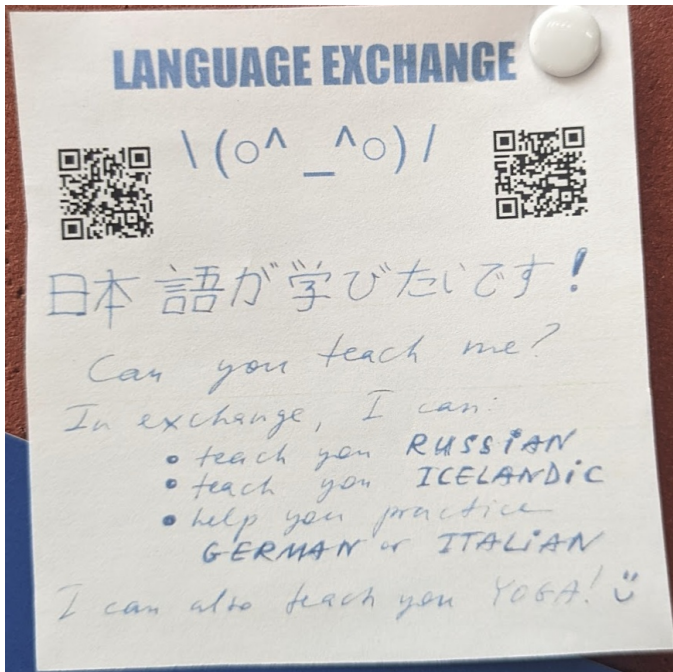 LANGUAGE EXCHANGE
\(○^ _^○)/
日本語が学びたいです!
Can you teach me?
In exchange, I can:
• teach you RUSSiAN
• teach you ICELANDiC
• help you practice
GERMAN or ITALiAN
I can also teach you YOGA! :)